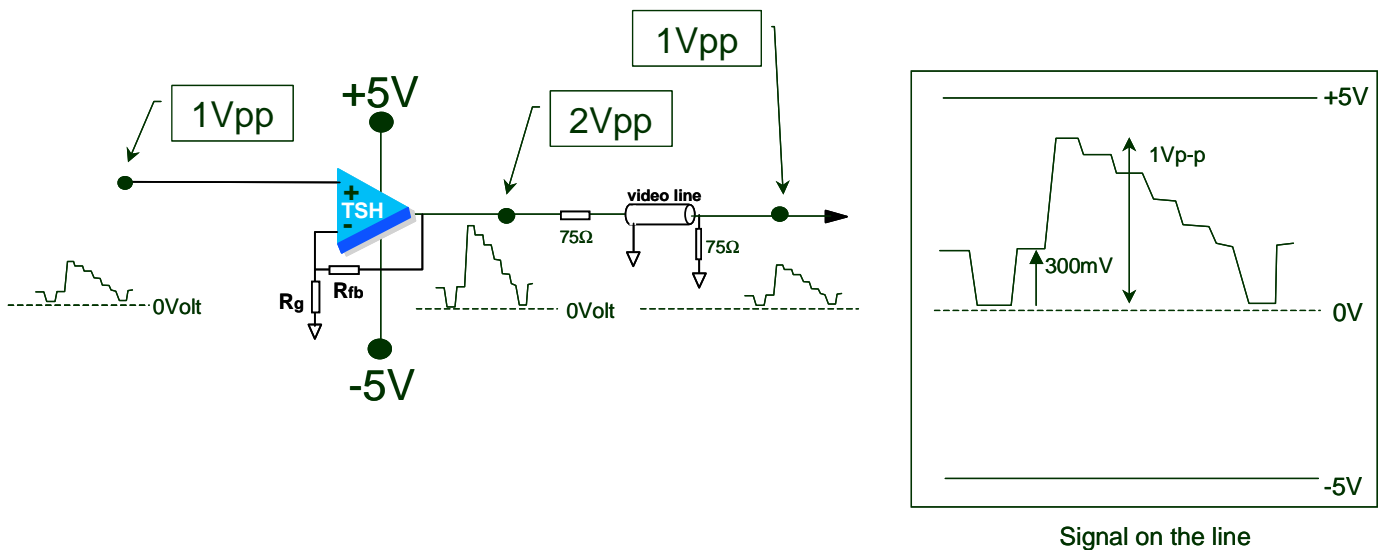 1Vpp
+5V
1Vpp
2Vpp
+
TSH
-
75Ω
video line
75Ω
Rg
Rfb
0Volt
0Volt
-5V
+5V
1Vp-p
300mV
0V
-5V
Signal on the line